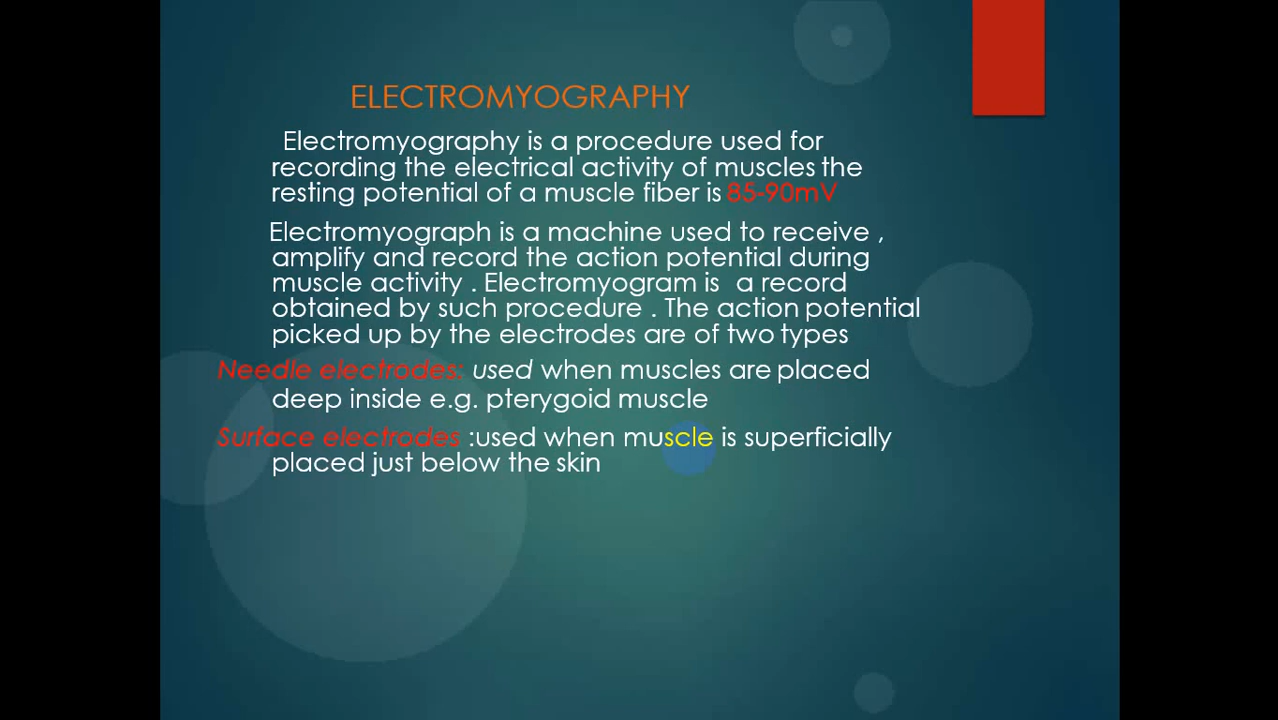 ELECTROMYOGRAPHY
Electromyography is a procedure used for
recording the electrical activity of muscles the
resting potential of a muscle fiber is 85-90mV
Electromyograph is a machine used to receive ,
amplify and record the action potential during
muscle activity . Electromyogram is a record
obtained by such procedure . The action potential
picked up by the electrodes are of two types
Needle electrodes: used when muscles are placed
deep inside e.g. pterygoid muscle
Surface electrodes :used when muscle is superficially
placed just below the skin